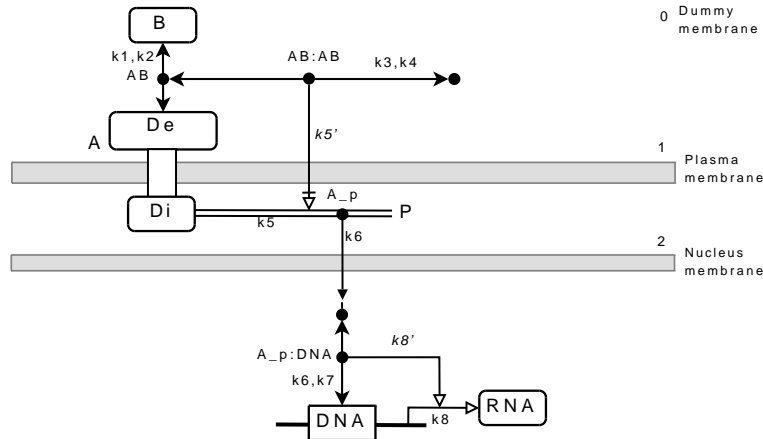 B
0 Dummy
membrane
k1,k2
AB
AB:AB
k3,k4
De
A
k5'
1
Plasma
membrane
A_p
Di
P
k5
k6
2
Nucleus
membrane
k8'
A_p:DNA
k6,k7
DNA
k8
RNA